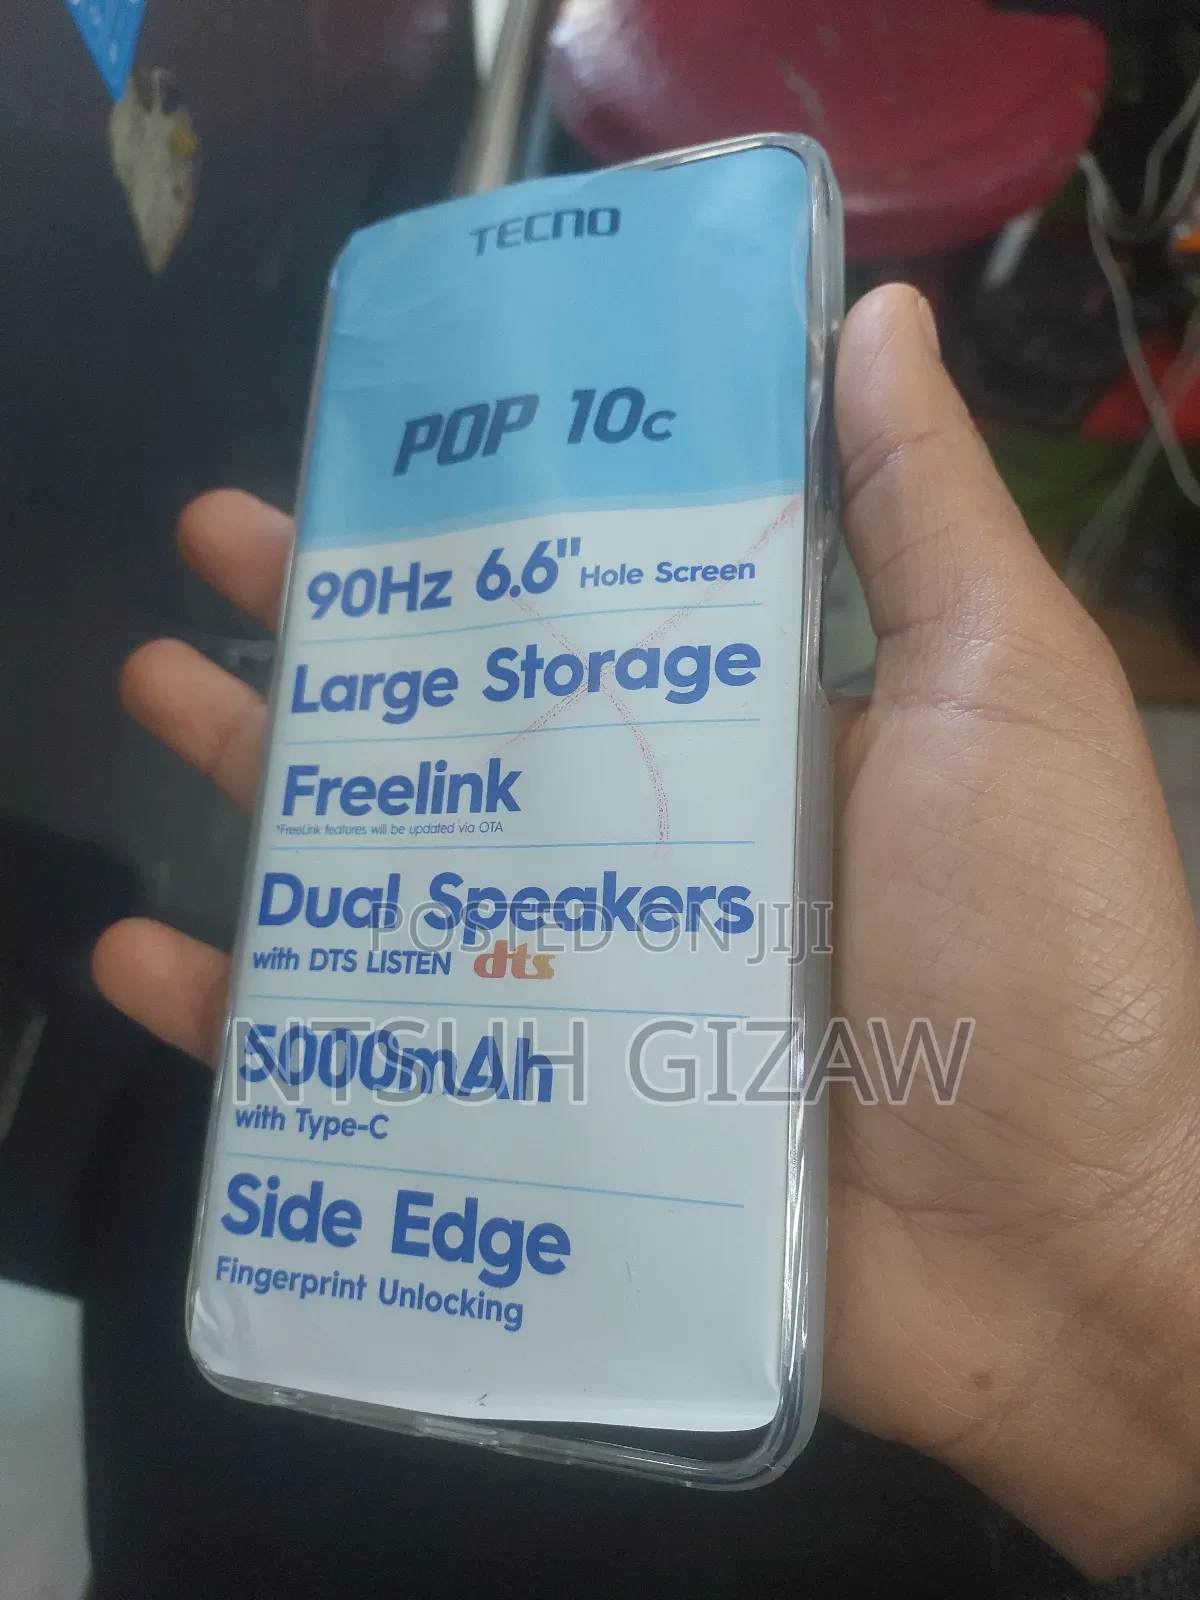 TECNO
POP 10c
90Hz 6.6" Hole Screen
Large Storage
Freelink
*FreeLink features will be updated via OTA
Dual Speakers
with DTS LISTEN dts
POSTED ON JIJI
5000mAh
NTSUH GIZAW
with Type-C
Side Edge
Fingerprint Unlocking